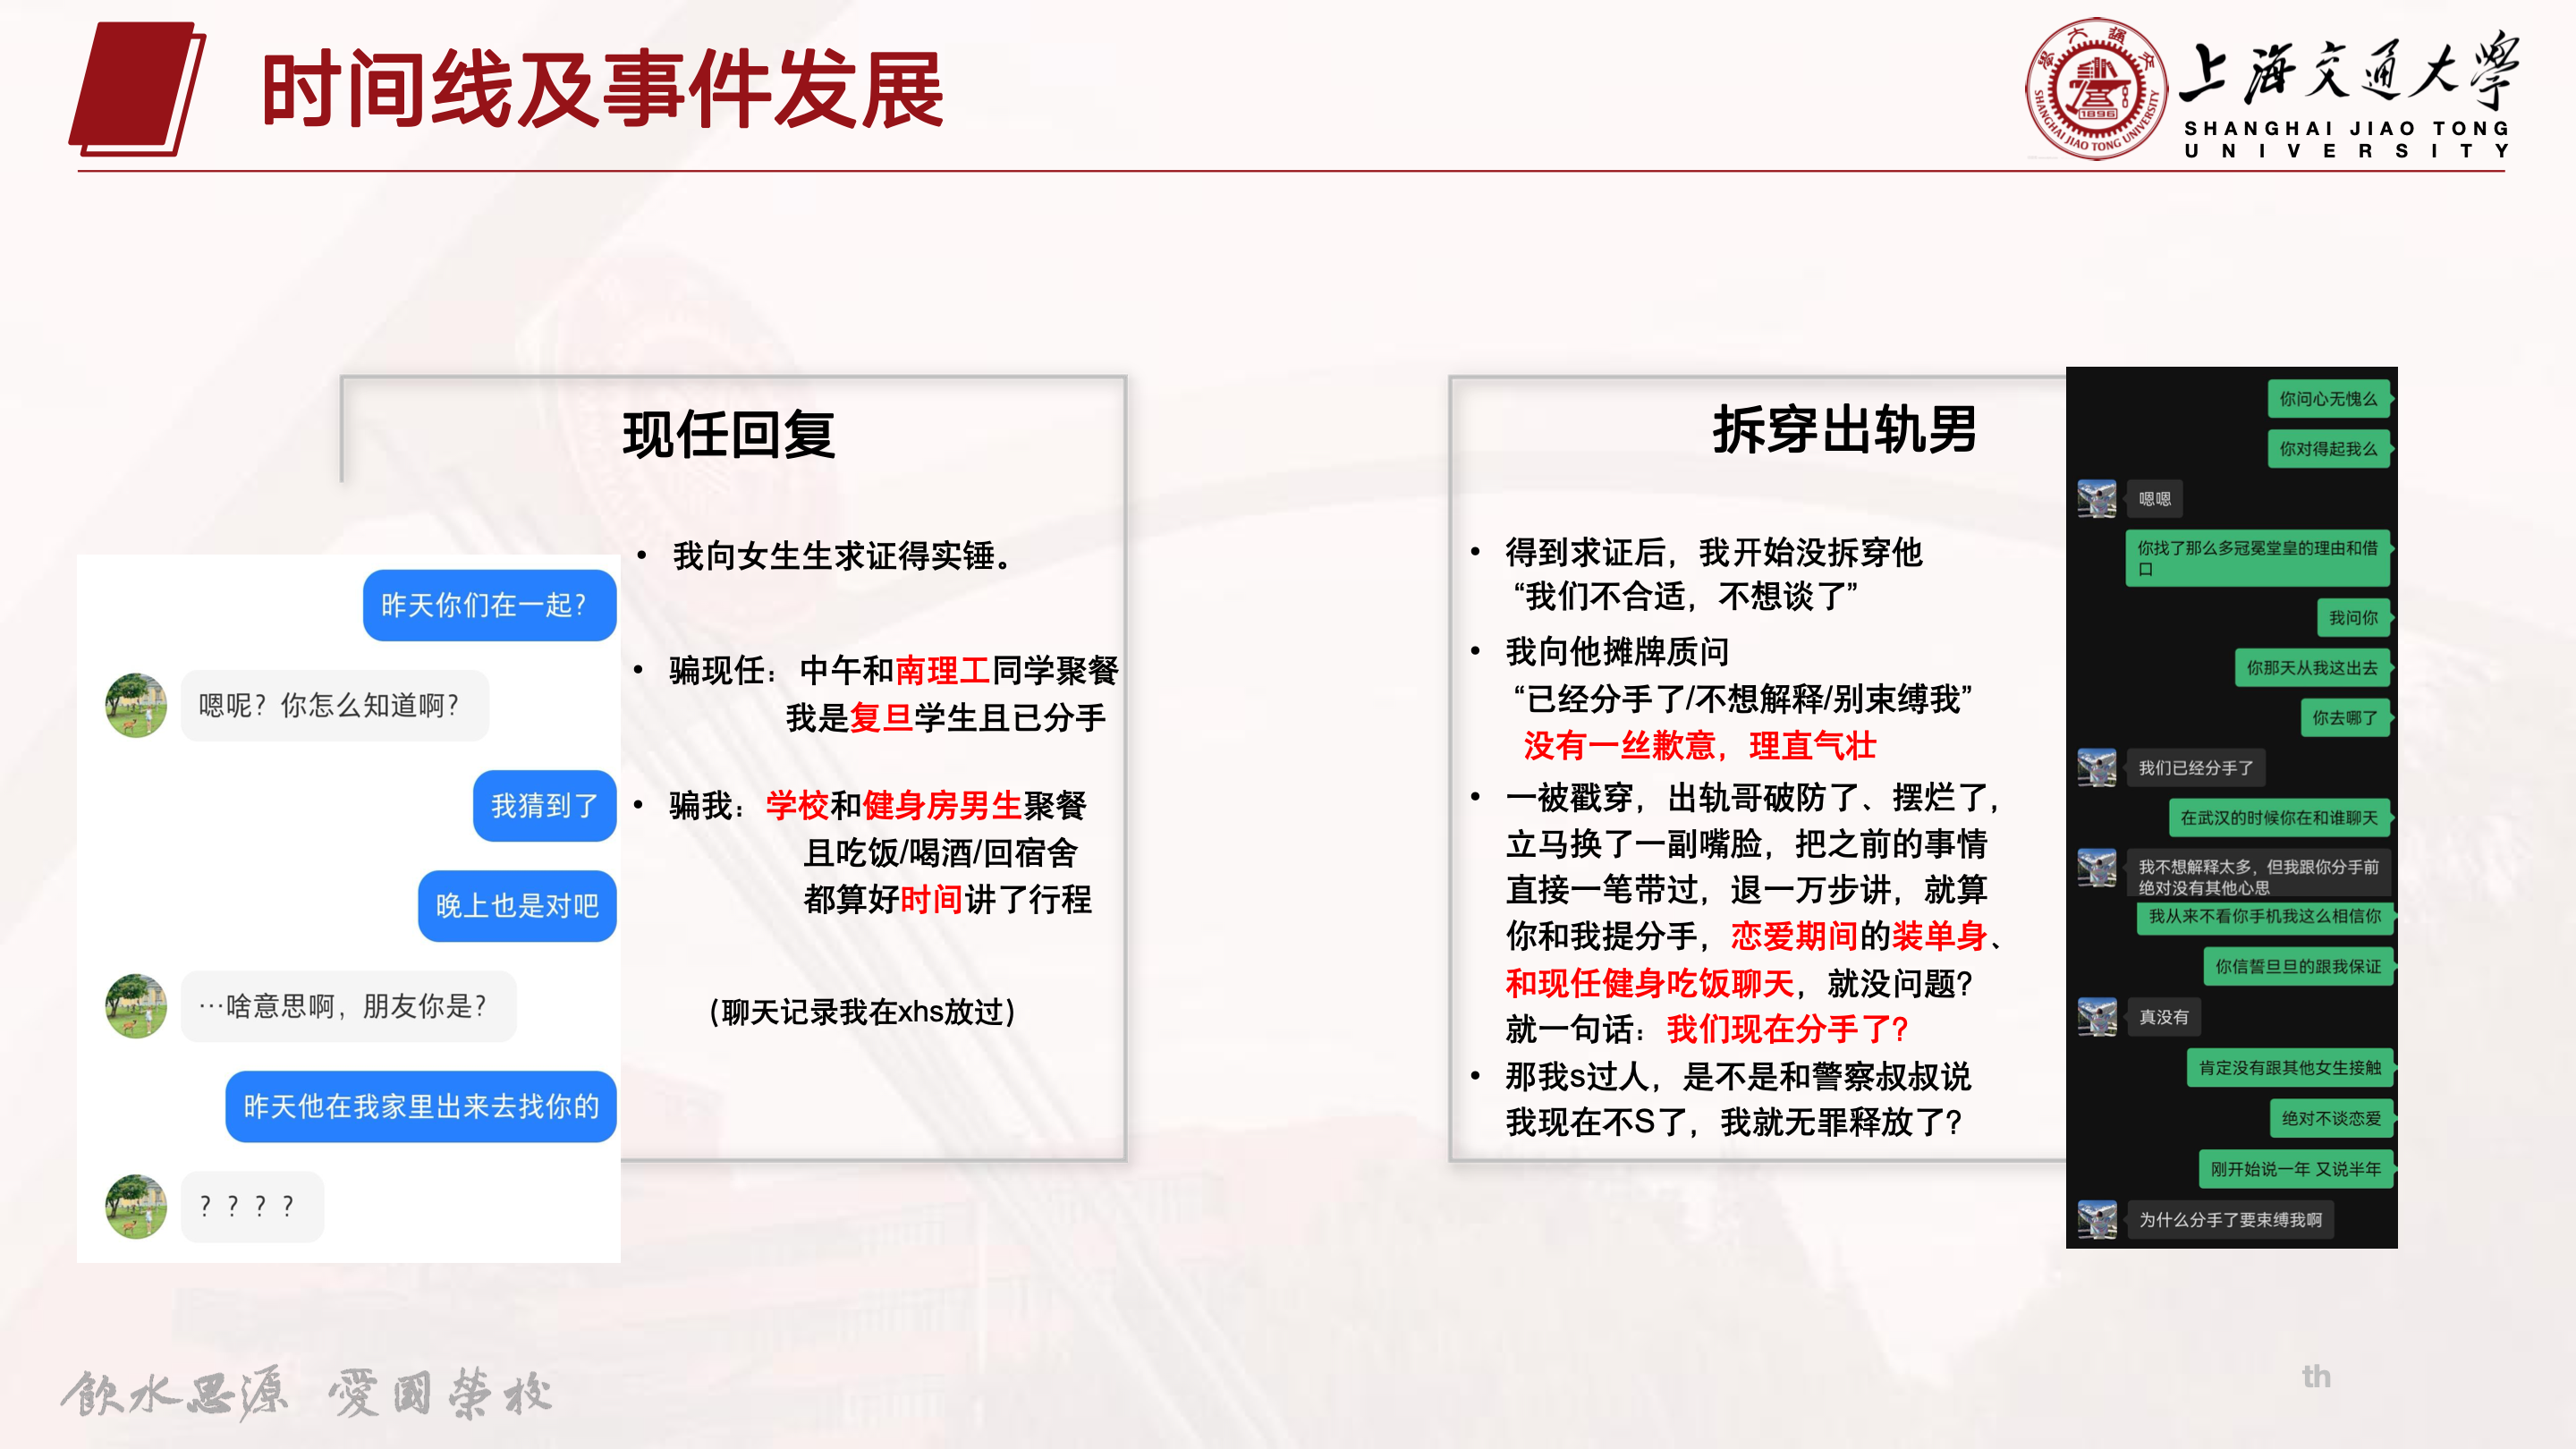 时间线及事件发展
上海交通大学
SHANGHAI JIAO TONG
UNIVERSITY
1896
SHANGHAI JIAO TONG UNIVERSITY
现任回复
昨天你们在一起？
嗯呢？你怎么知道啊？
我猜到了
晚上也是对吧
…啥意思啊，朋友你是？
昨天他在我家里出来去找你的
？？？？
• 我向女生生求证得实锤。
• 骗现任：中午和南理工同学聚餐
我是复旦学生且已分手
• 骗我：学校和健身房男生聚餐
且吃饭/喝酒/回宿舍
都算好时间讲了行程
（聊天记录我在xhs放过）
拆穿出轨男
• 得到求证后，我开始没拆穿他
“我们不合适，不想谈了”
• 我向他摊牌质问
“已经分手了/不想解释/别束缚我”
没有一丝歉意，理直气壮
• 一被戳穿，出轨哥破防了、摆烂了，
立马换了一副嘴脸，把之前的事情
直接一笔带过，退一万步讲，就算
你和我提分手，恋爱期间的装单身、
和现任健身吃饭聊天，就没问题？
就一句话：我们现在分手了？
• 那我s过人，是不是和警察叔叔说
我现在不S了，我就无罪释放了？
你问心无愧么
你对得起我么
嗯嗯
你找了那么多冠冕堂皇的理由和借
口
我问你
你那天从我这出去
你去哪了
我们已经分手了
在武汉的时候你在和谁聊天
我不想解释太多，但我跟你分手前
绝对没有其他心思
我从来不看你手机我这么相信你
你信誓旦旦的跟我保证
真没有
肯定没有跟其他女生接触
绝对不谈恋爱
刚开始说一年 又说半年
为什么分手了要束缚我啊
飲水思源 愛國榮校
th